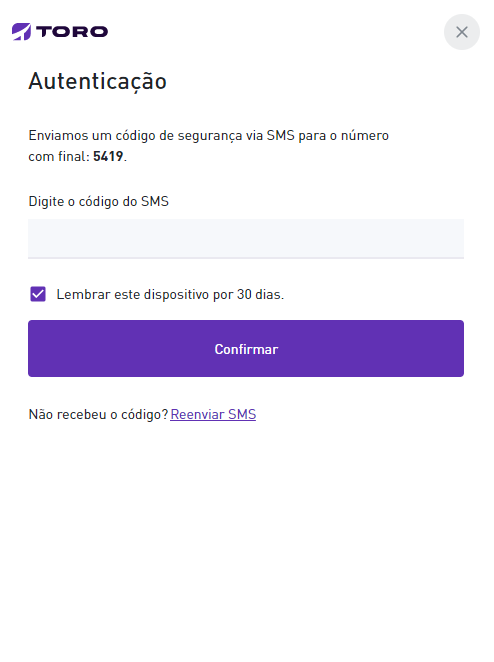 TORO
Autenticação
Enviamos um código de segurança via SMS para o número
com final: 5419.
Digite o código do SMS
Lembrar este dispositivo por 30 dias.
Confirmar
Não recebeu o código? Reenviar SMS